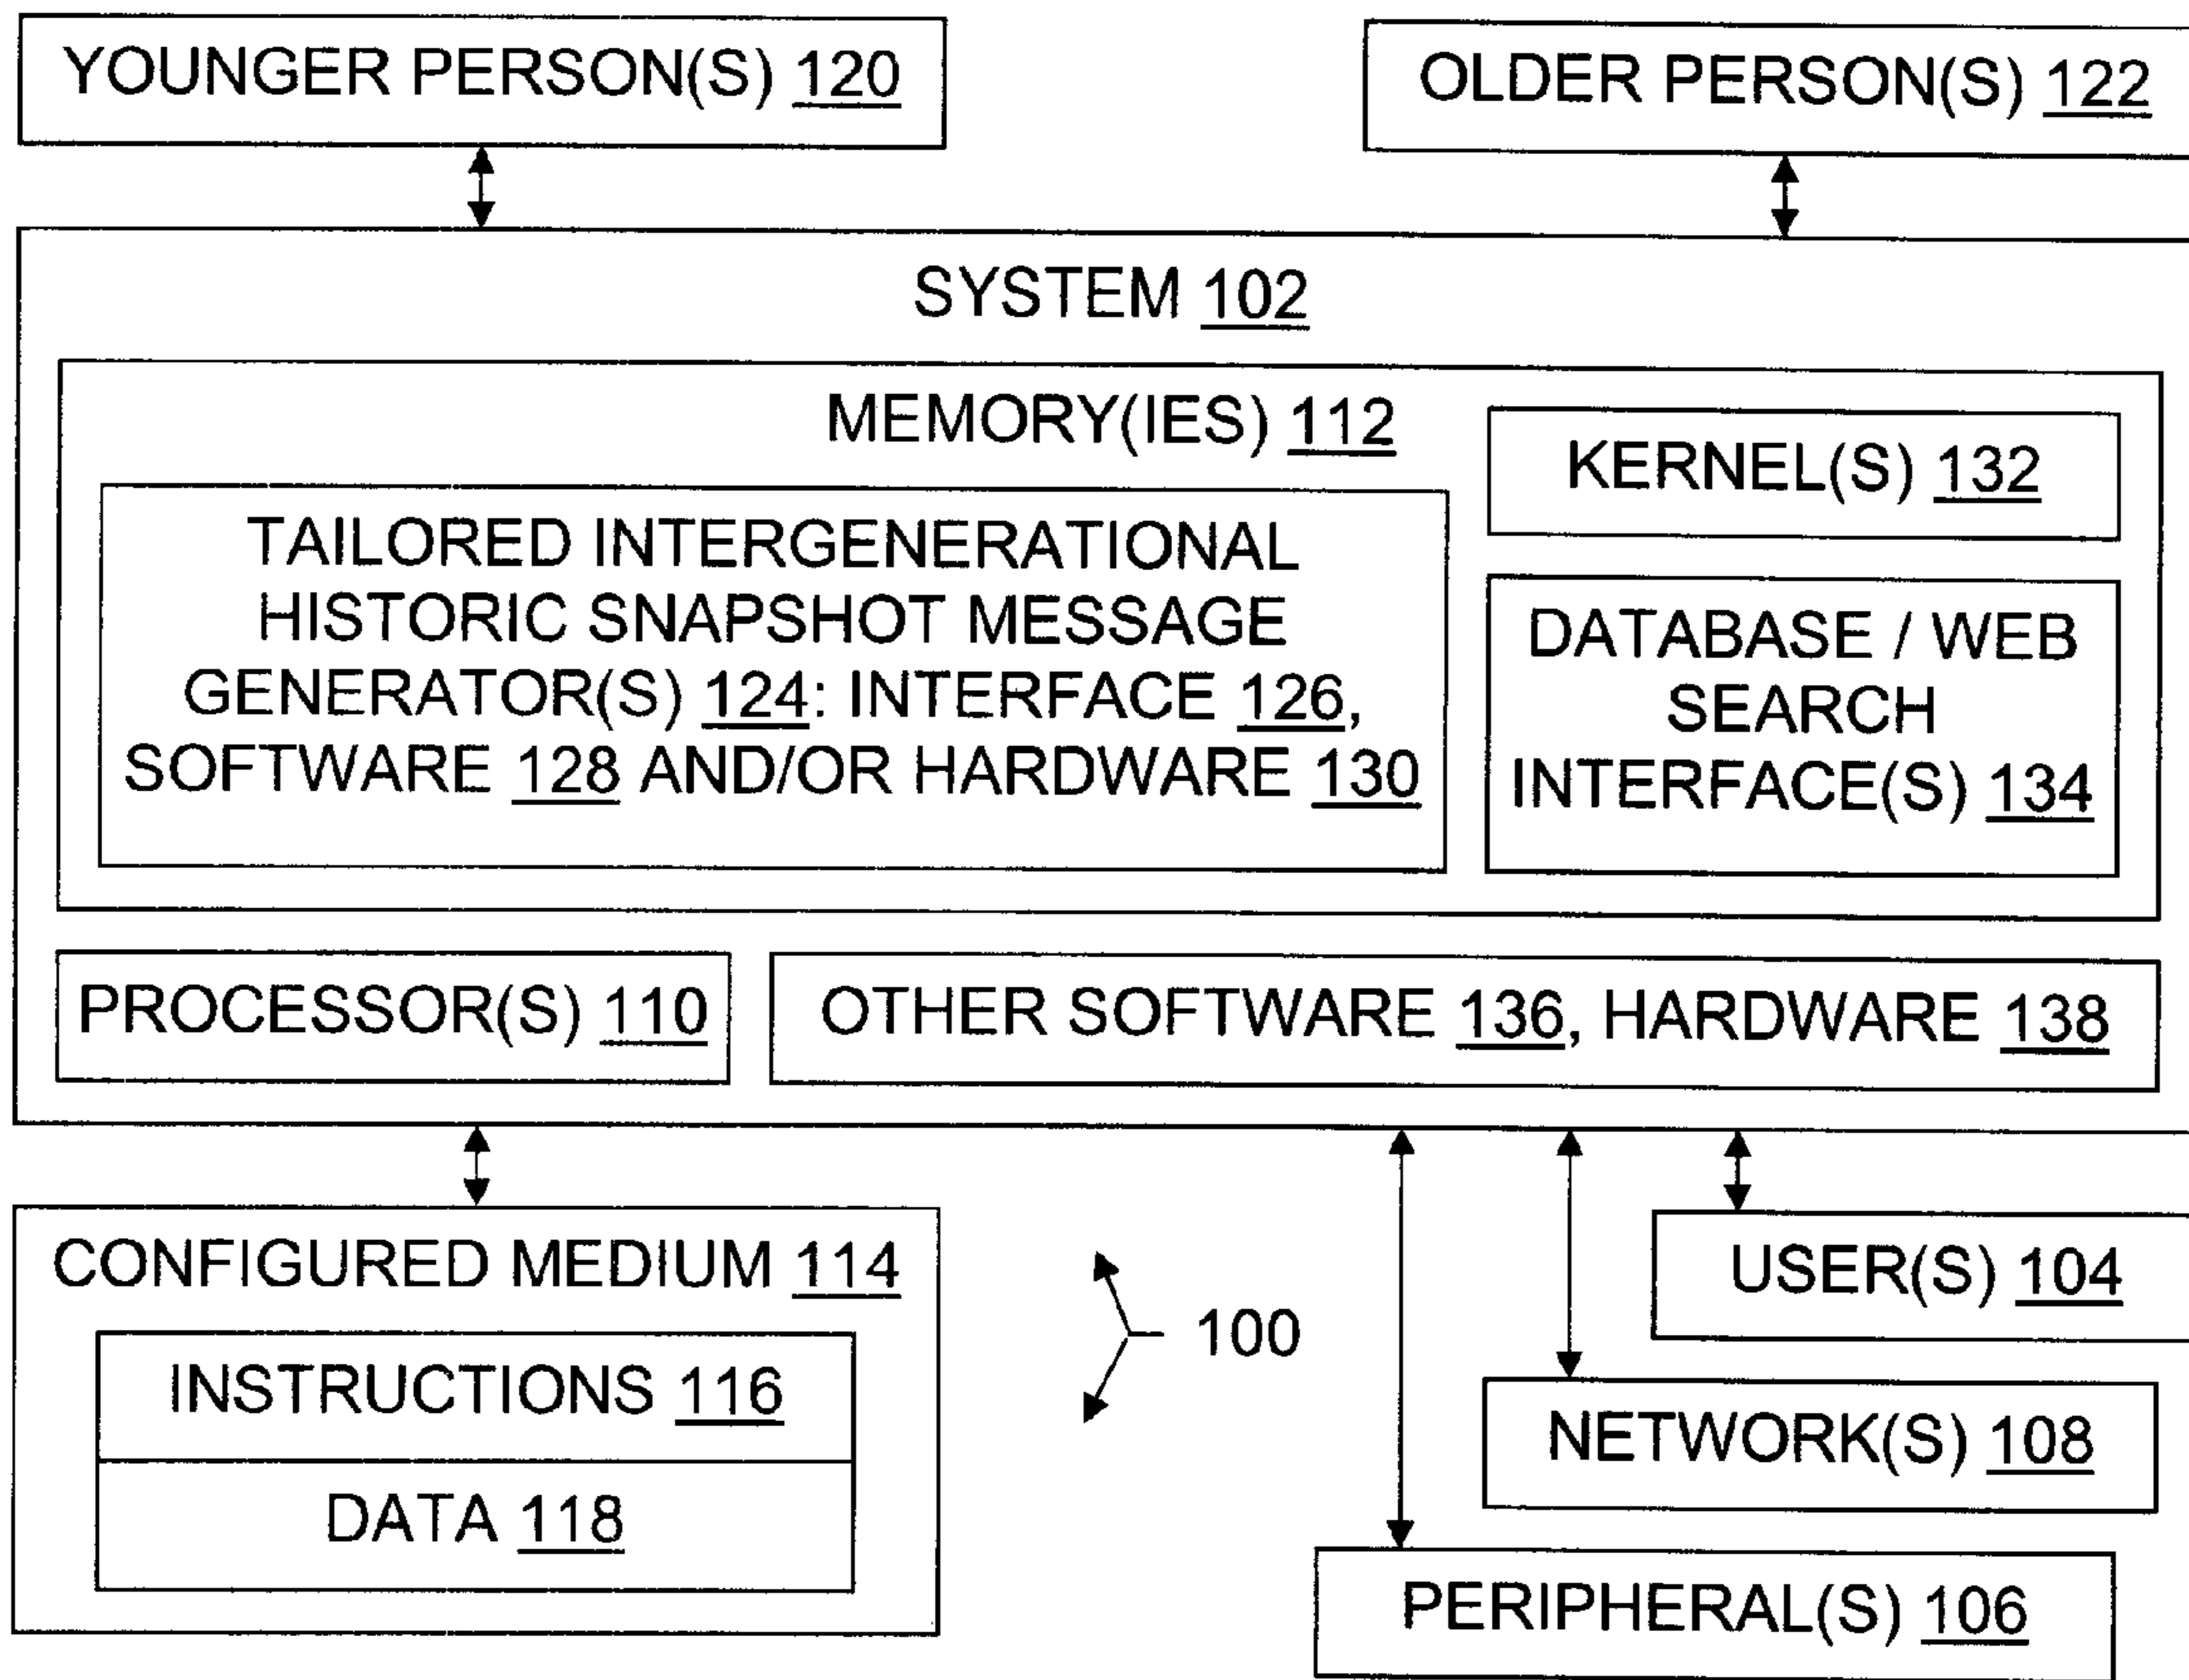 YOUNGER PERSON(S) 120
OLDER PERSON(S) 122
SYSTEM 102
MEMORY(IES) 112
KERNEL(S) 132
TAILORED INTERGENERATIONAL
HISTORIC SNAPSHOT MESSAGE
GENERATOR(S) 124: INTERFACE 126,
SOFTWARE 128 AND/OR HARDWARE 130
DATABASE / WEB
SEARCH
INTERFACE(S) 134
PROCESSOR(S) 110
OTHER SOFTWARE 136, HARDWARE 138
CONFIGURED MEDIUM 114
INSTRUCTIONS 116
DATA 118
100
USER(S) 104
NETWORK(S) 108
PERIPHERAL(S) 106